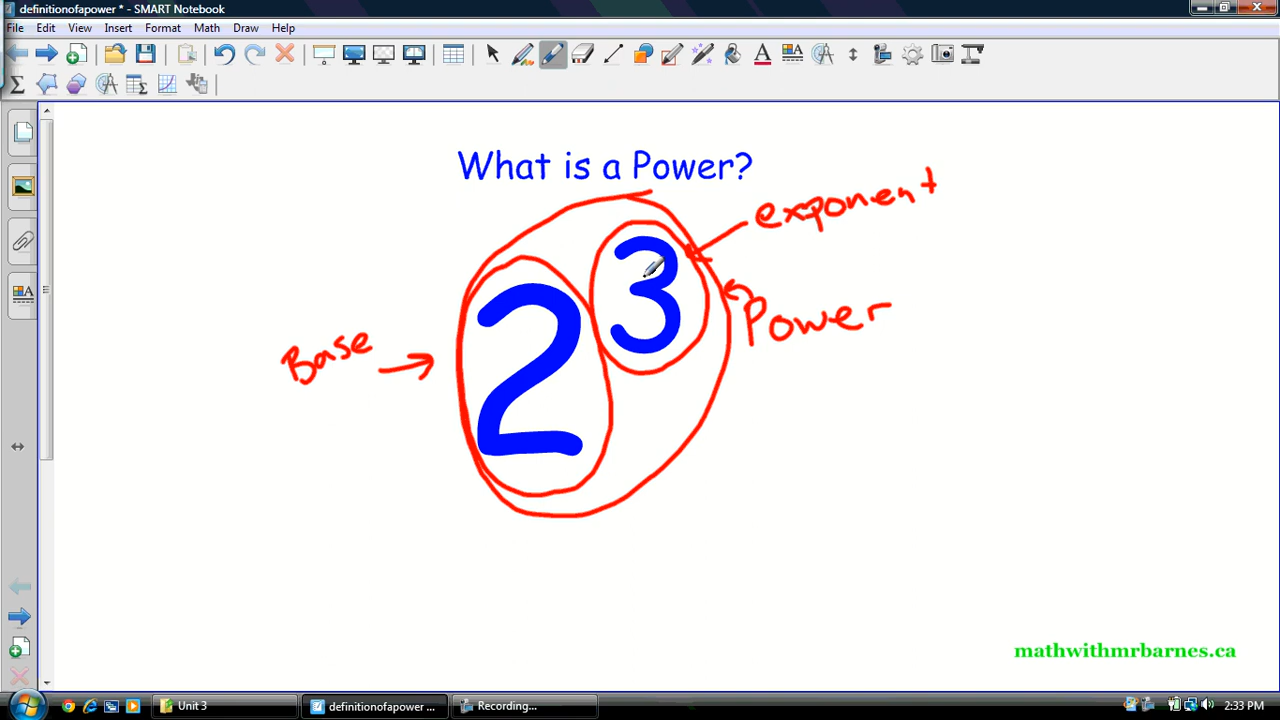 definitionofapower * - SMART Notebook
File Edit View Insert Format Math Draw Help
What is a Power?
exponent
2 3
Power
Base
mathwithmrbarnes.ca
Unit 3
definitionofapower ...
Recording...
2:33 PM